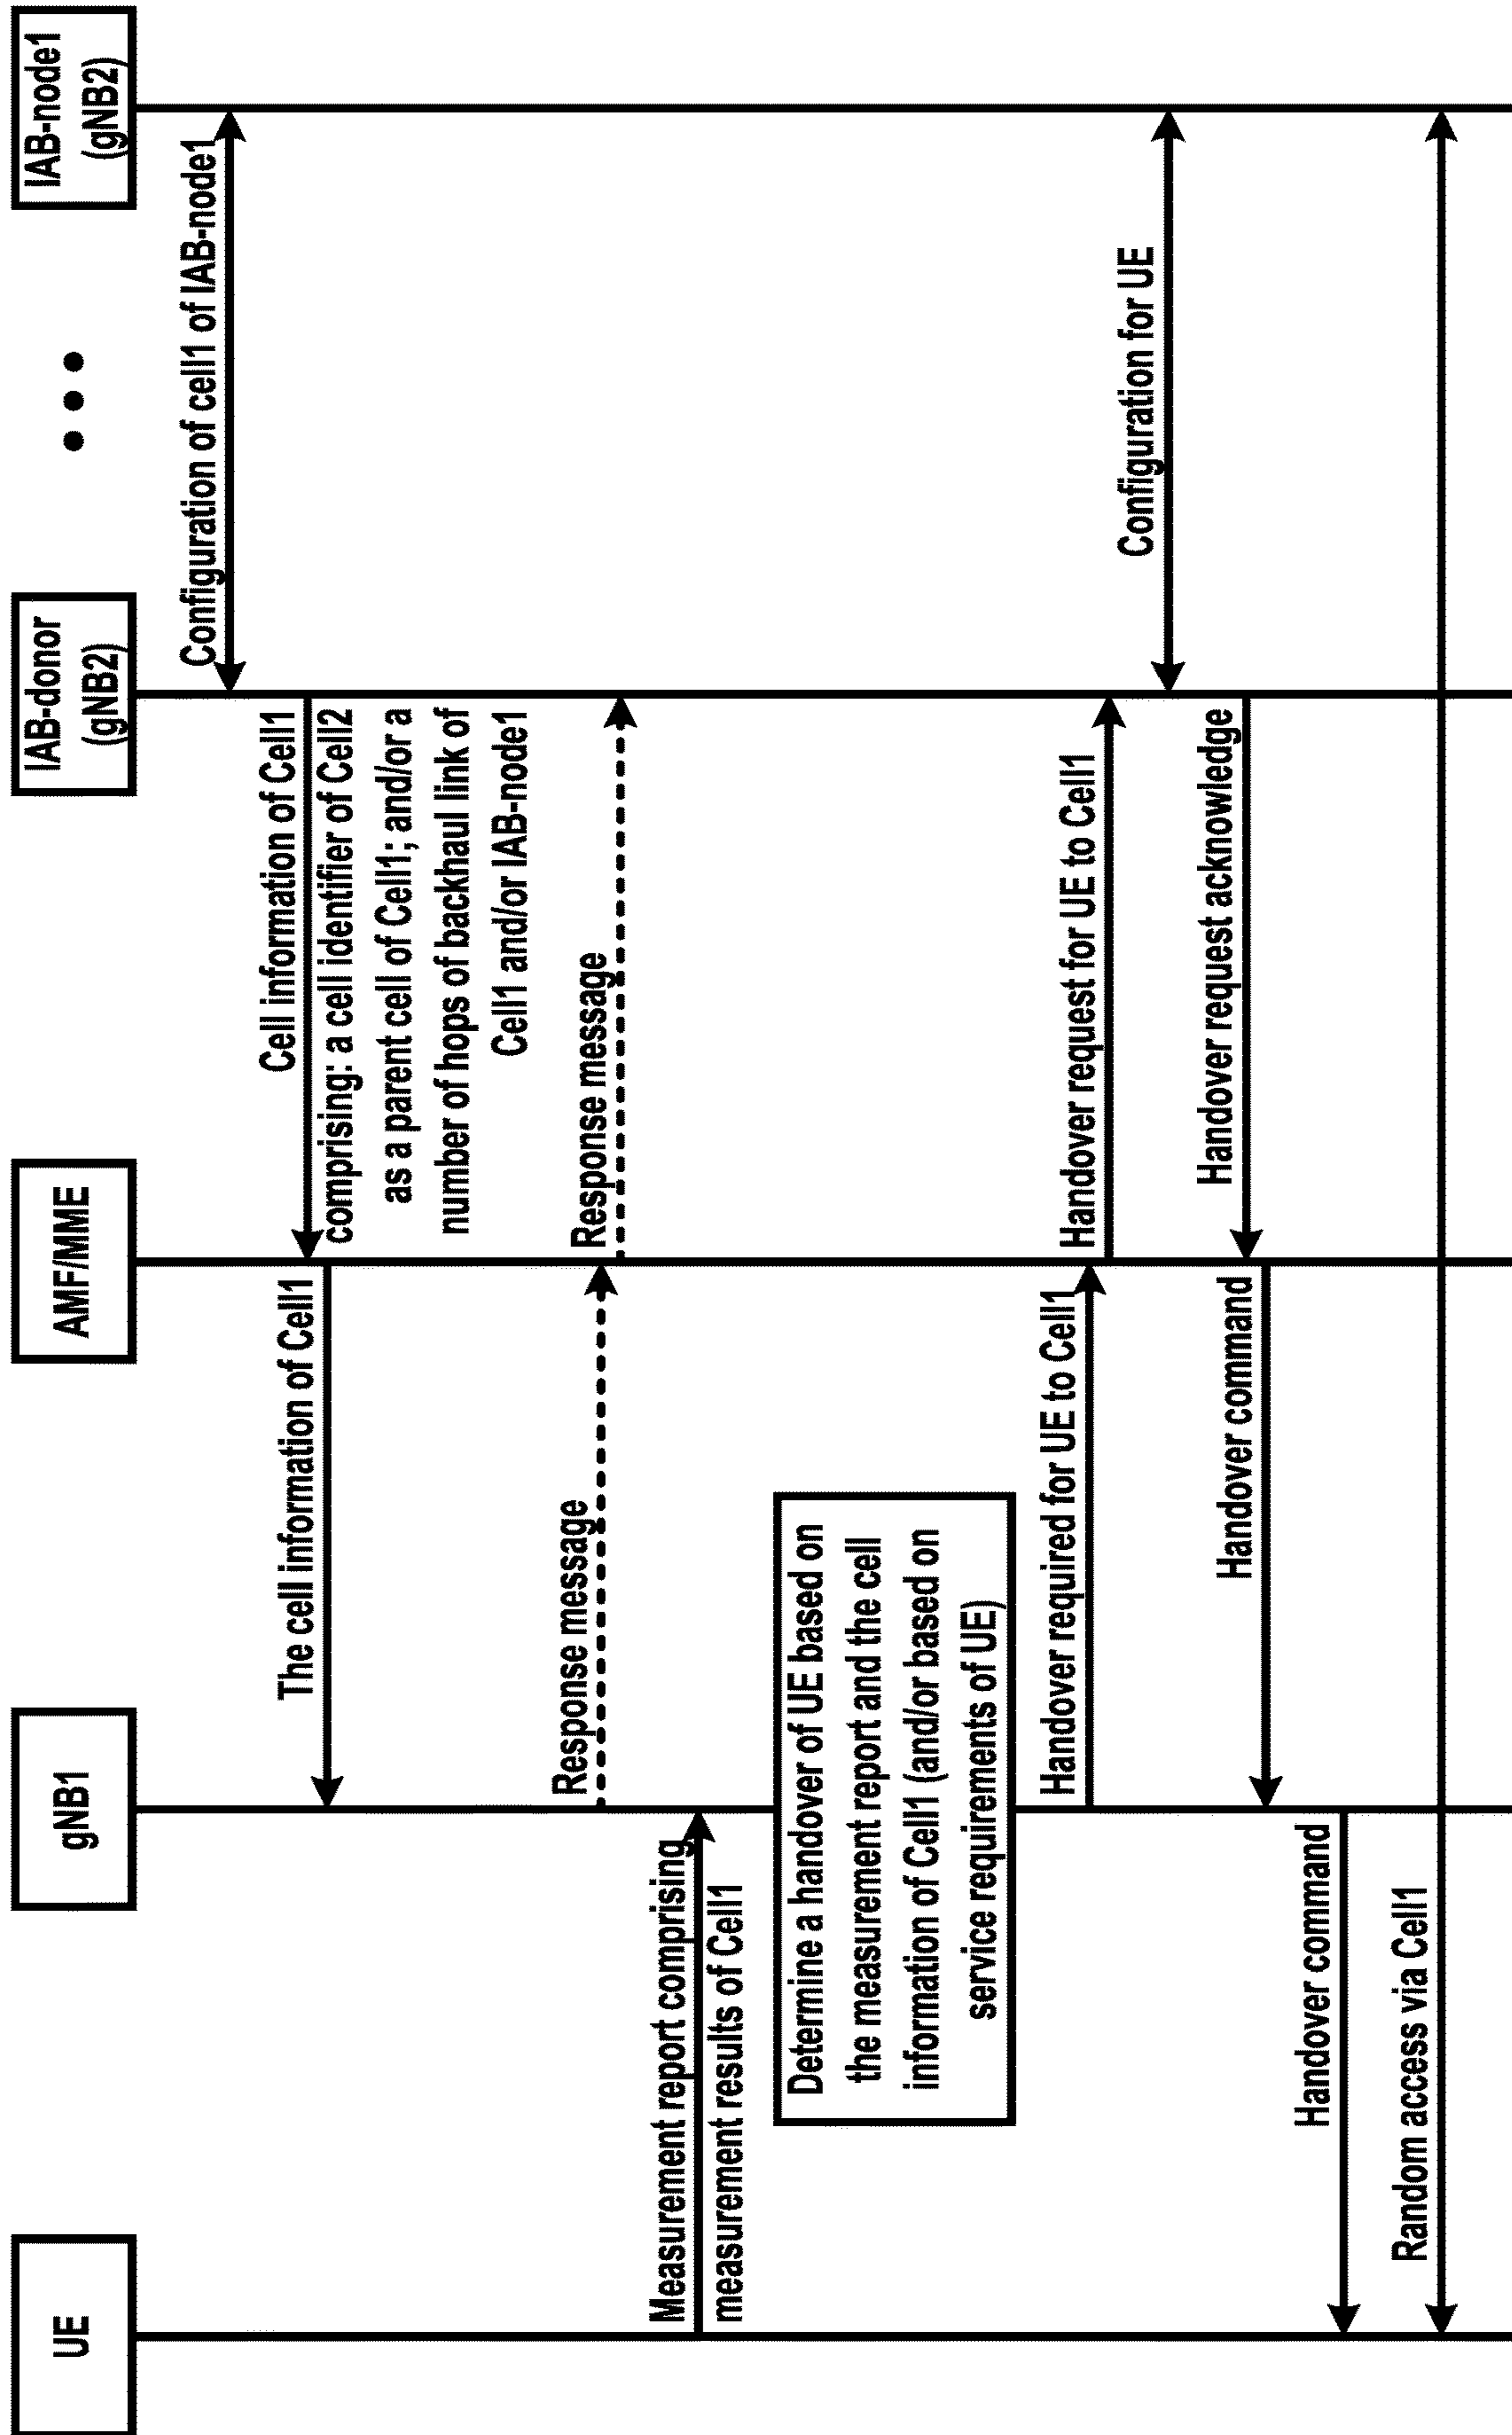 UE
gNB1
AMF/MME
IAB-donor
(gNB2)
• • •
IAB-node1
(gNB2)
Configuration of cell1 of IAB-node1
Cell information of Cell1
comprising: a cell identifier of Cell2
as a parent cell of Cell1; and/or a
number of hops of backhaul link of
Cell1 and/or IAB-node1
The cell information of Cell1
Response message
Response message
Measurement report comprising
measurement results of Cell1
Determine a handover of UE based on
the measurement report and the cell
information of Cell1 (and/or based on
service requirements of UE)
Handover required for UE to Cell1
Handover request for UE to Cell1
Configuration for UE
Handover request acknowledge
Handover command
Handover command
Random access via Cell1